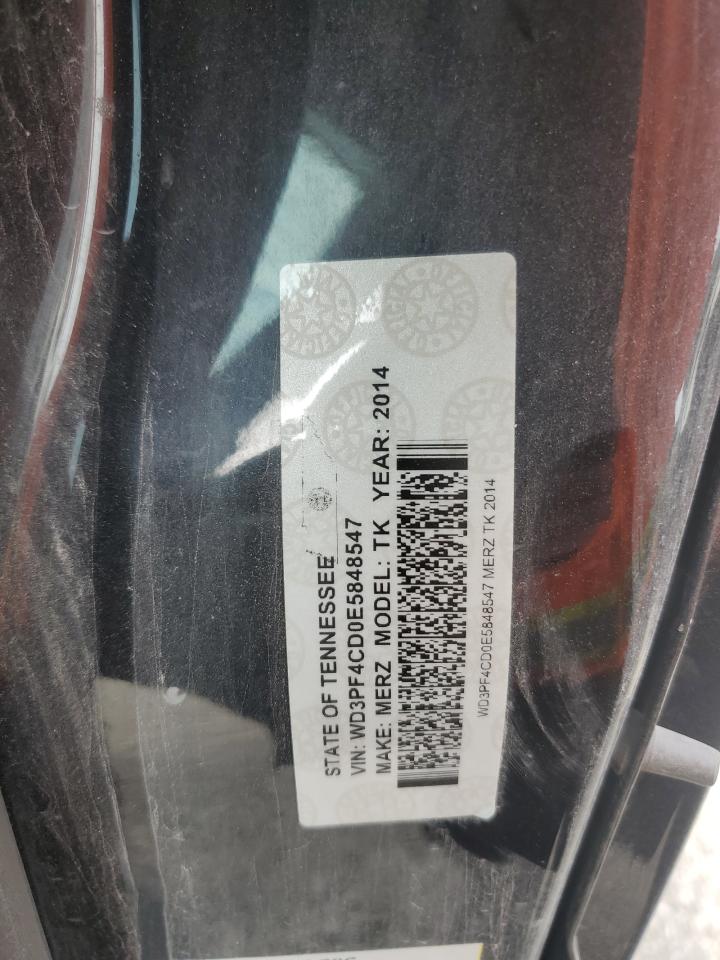 STATE OF TENNESSEE
VIN: WD3PF4CD0E5848547
MAKE: MERZ MODEL: TK YEAR: 2014
WD3PF4CD0E5848547 MERZ TK 2014